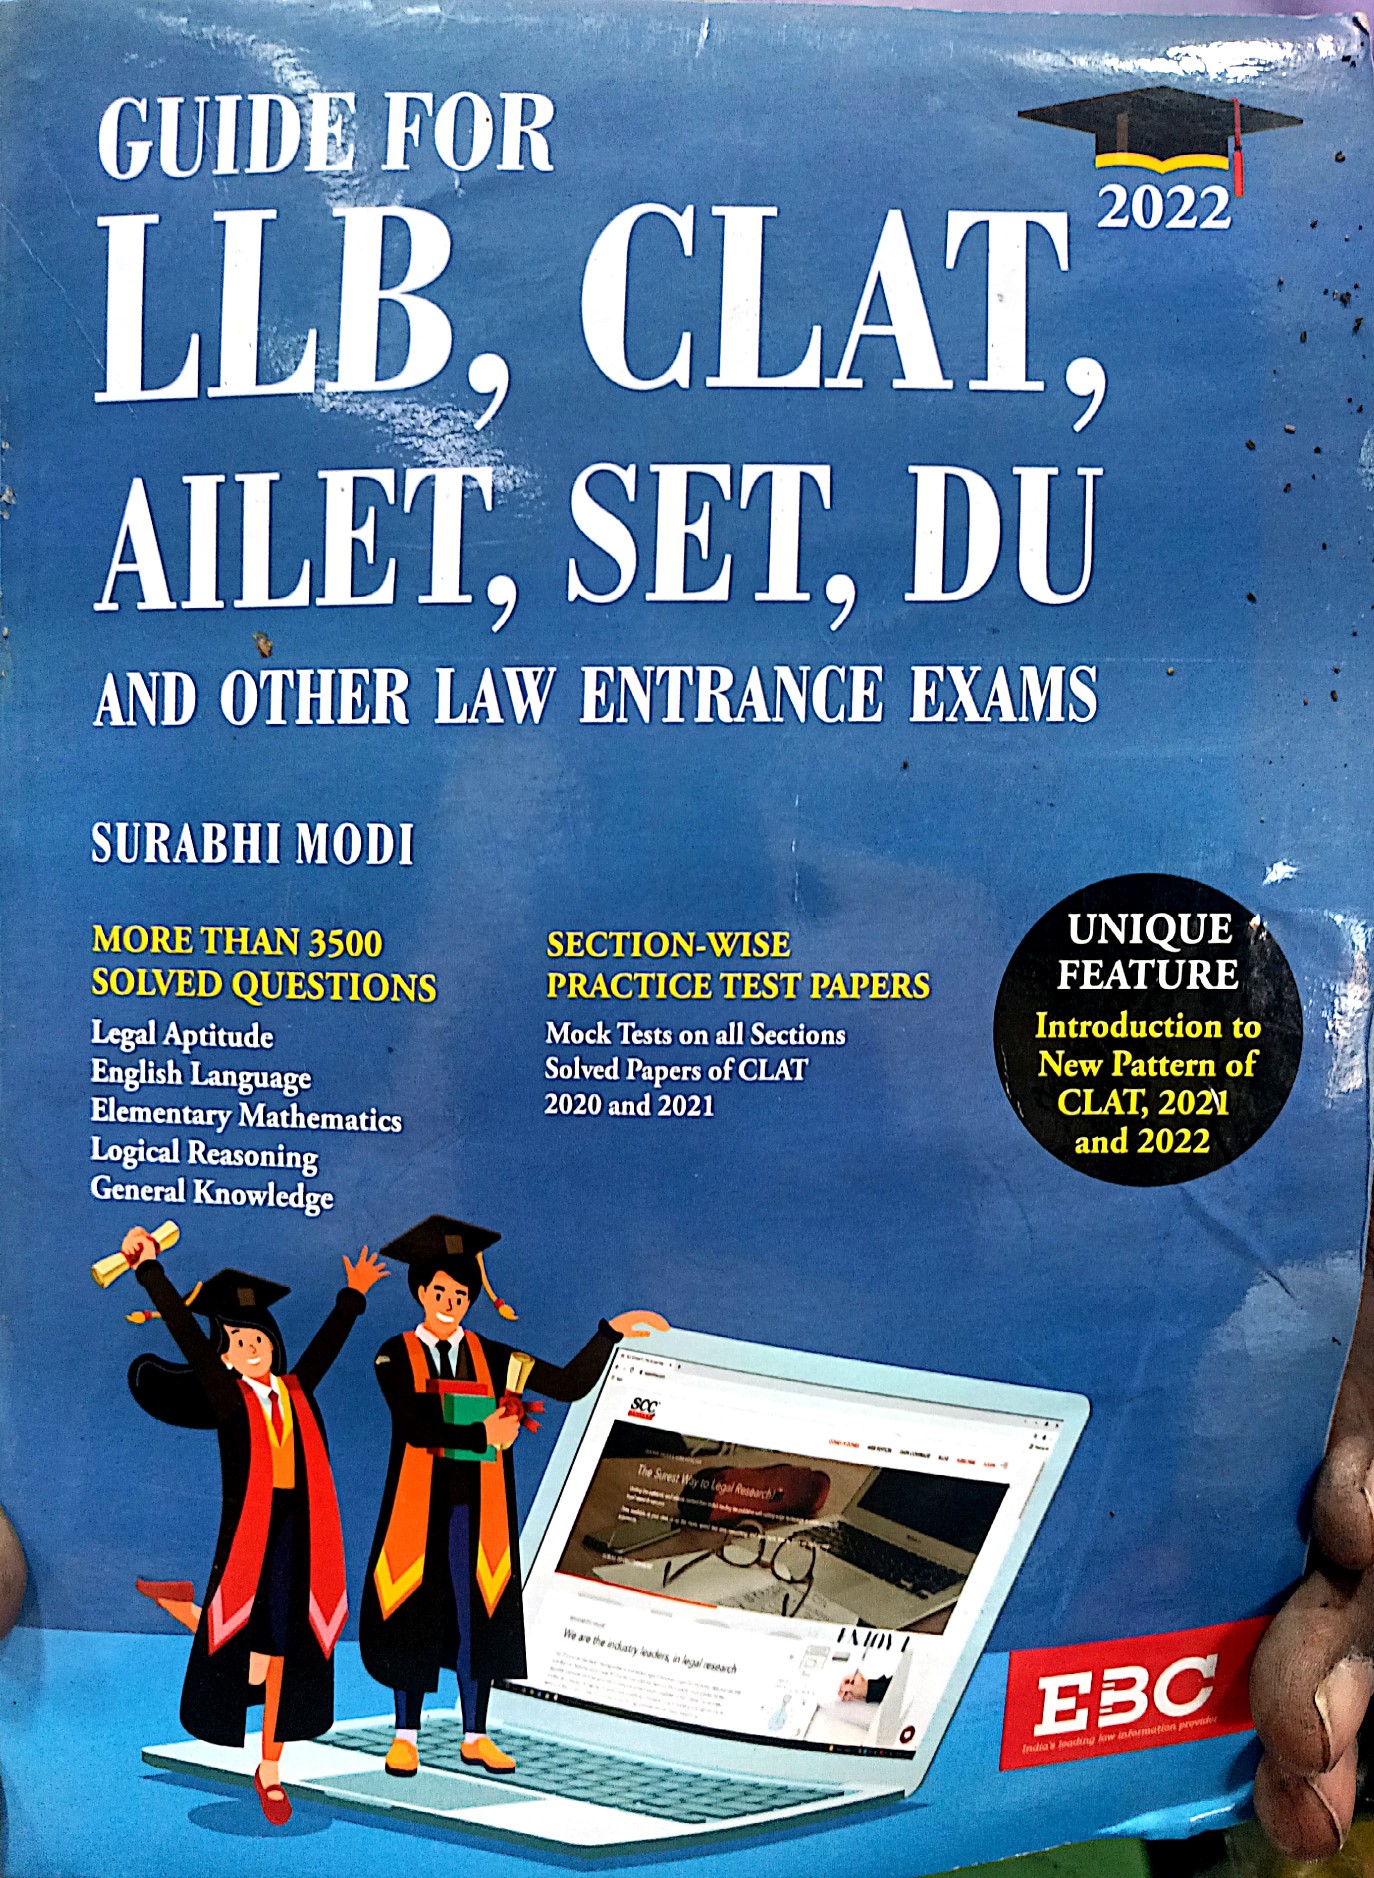 GUIDE FOR
LLB, CLAT,
2022
AILET, SET, DU
AND OTHER LAW ENTRANCE EXAMS
SURABHI MODI
MORE THAN 3500
SOLVED QUESTIONS
Legal Aptitude
English Language
Elementary Mathematics
Logical Reasoning
General Knowledge
SECTION-WISE
PRACTICE TEST PAPERS
Mock Tests on all Sections
Solved Papers of CLAT
2020 and 2021
UNIQUE
FEATURE
Introduction to
New Pattern of
CLAT, 2021
and 2022
SCC
The Surest Way to Legal Research!
We are the industry leaders, in legal research
EBC
India's leading law information provider